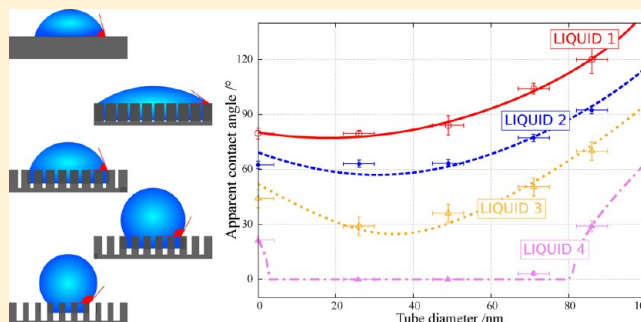 Apparent contact angle /°
120
90
60
30
0
LIQUID 1
LIQUID 2
LIQUID 3
LIQUID 4
0
20
40
60
80
Tube diameter /nm